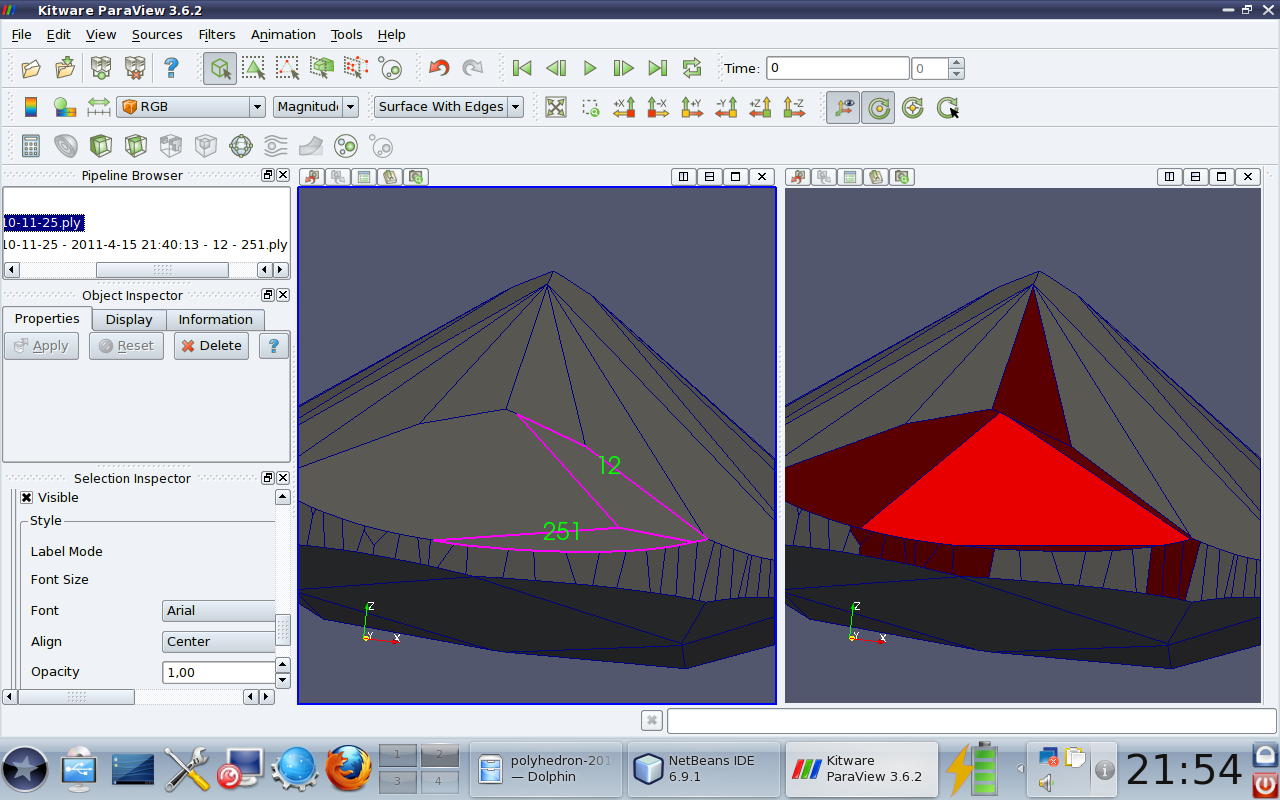 Kitware ParaView 3.6.2
File Edit View Sources Filters Animation Tools Help
Time: 0 0
RGB Magnitud Surface With Edges
+X -X +Y -Y +Z -Z
Pipeline Browser
10-11-25.ply
10-11-25 - 2011-4-15 21:40:13 - 12 - 251.ply
Object Inspector
Properties Display Information
Apply Reset Delete ?
Selection Inspector
Visible
Style
Label Mode
Font Size
Font Arial
Align Center
Opacity 1,00
12
251
Z
Y X
Z
Y X
1 2
3 4
polyhedron-201
— Dolphin
NetBeans IDE
6.9.1
Kitware
ParaView 3.6.2
21:54